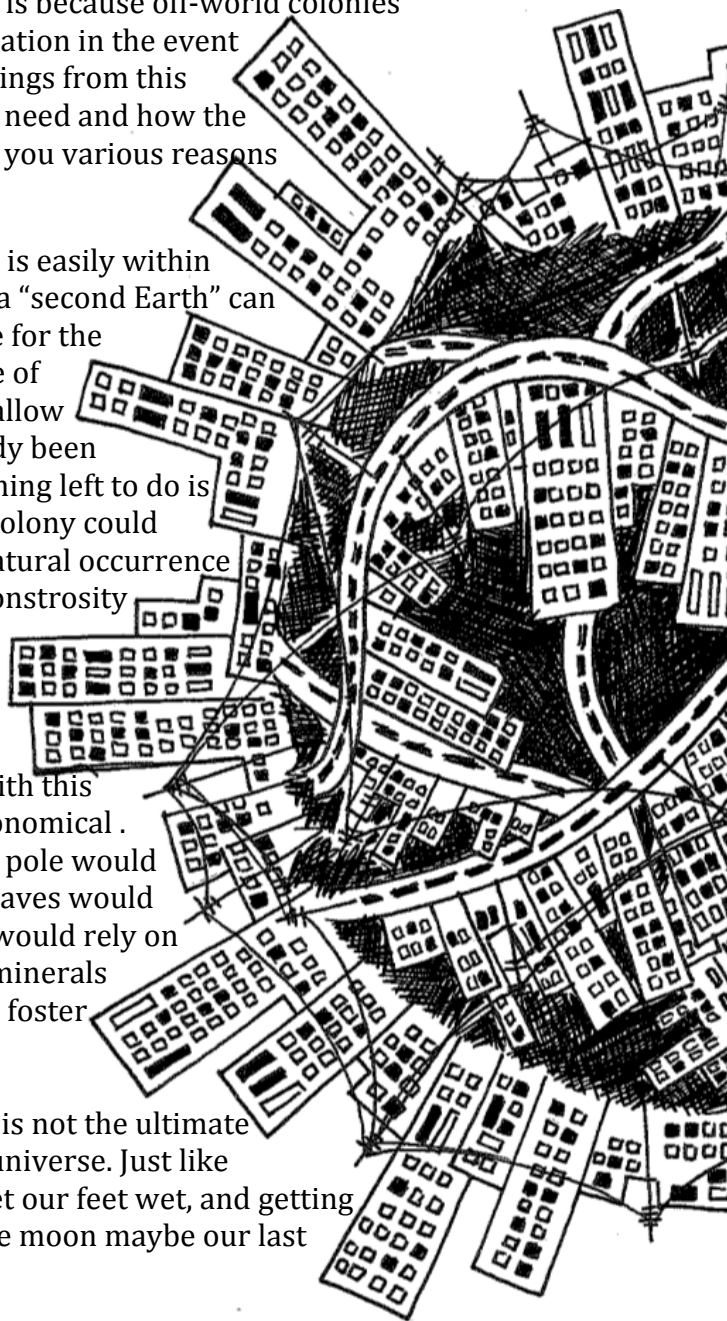 is because off-world colonies
ation in the event
ings from this
need and how the
you various reasons
is easily within
a “second Earth” can
e for the
e of
allow
dy been
ning left to do is
olony could
atural occurrence
onstrosity
ith this
onomical .
pole would
aves would
would rely on
minerals
foster
is not the ultimate
universe. Just like
et our feet wet, and getting
e moon maybe our last